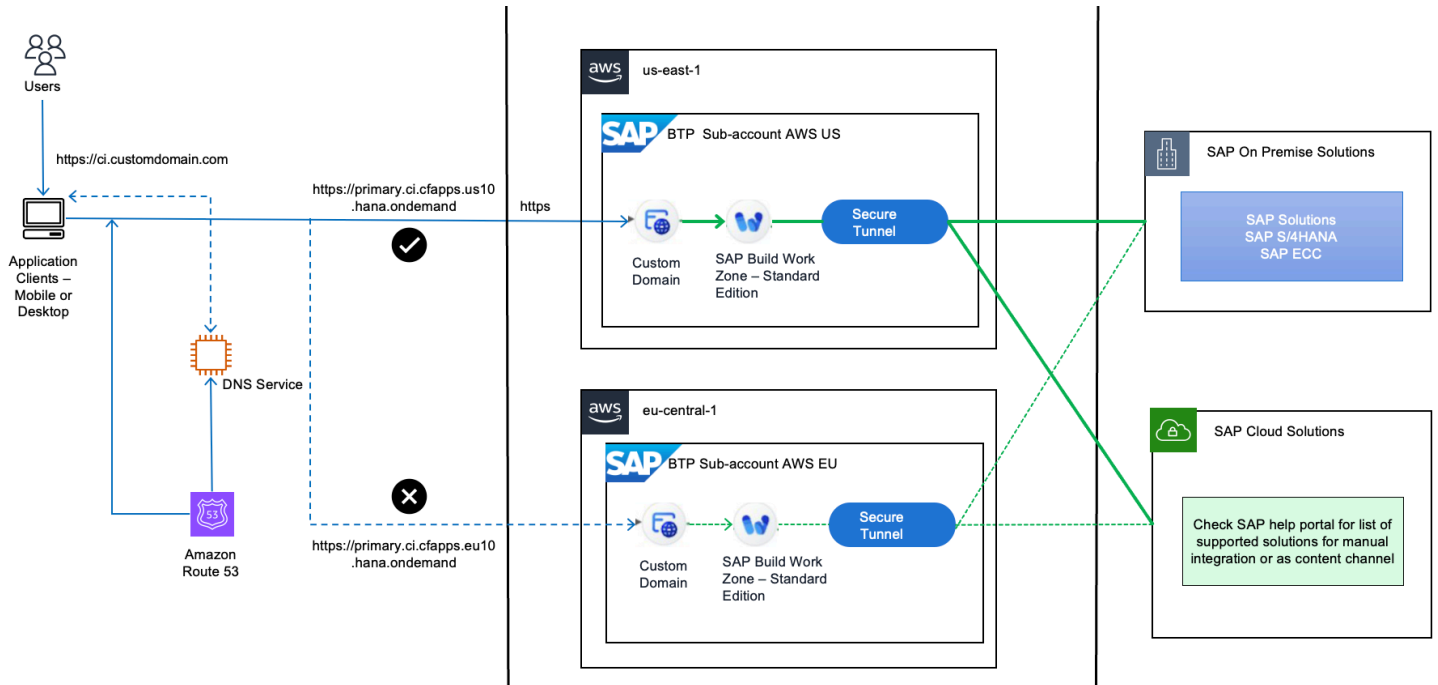 Users
https://ci.customdomain.com
Application
Clients –
Mobile or
Desktop
DNS Service
53
Amazon
Route 53
https://primary.ci.cfapps.us10
.hana.ondemand
https
https://primary.ci.cfapps.eu10
.hana.ondemand
aws
us-east-1
SAP
BTP Sub-account AWS US
Custom
Domain
SAP Build Work
Zone – Standard
Edition
Secure
Tunnel
aws
eu-central-1
SAP
BTP Sub-account AWS EU
Custom
Domain
SAP Build Work
Zone – Standard
Edition
Secure
Tunnel
SAP On Premise Solutions
SAP Solutions
SAP S/4HANA
SAP ECC
SAP Cloud Solutions
Check SAP help portal for list of
supported solutions for manual
integration or as content channel